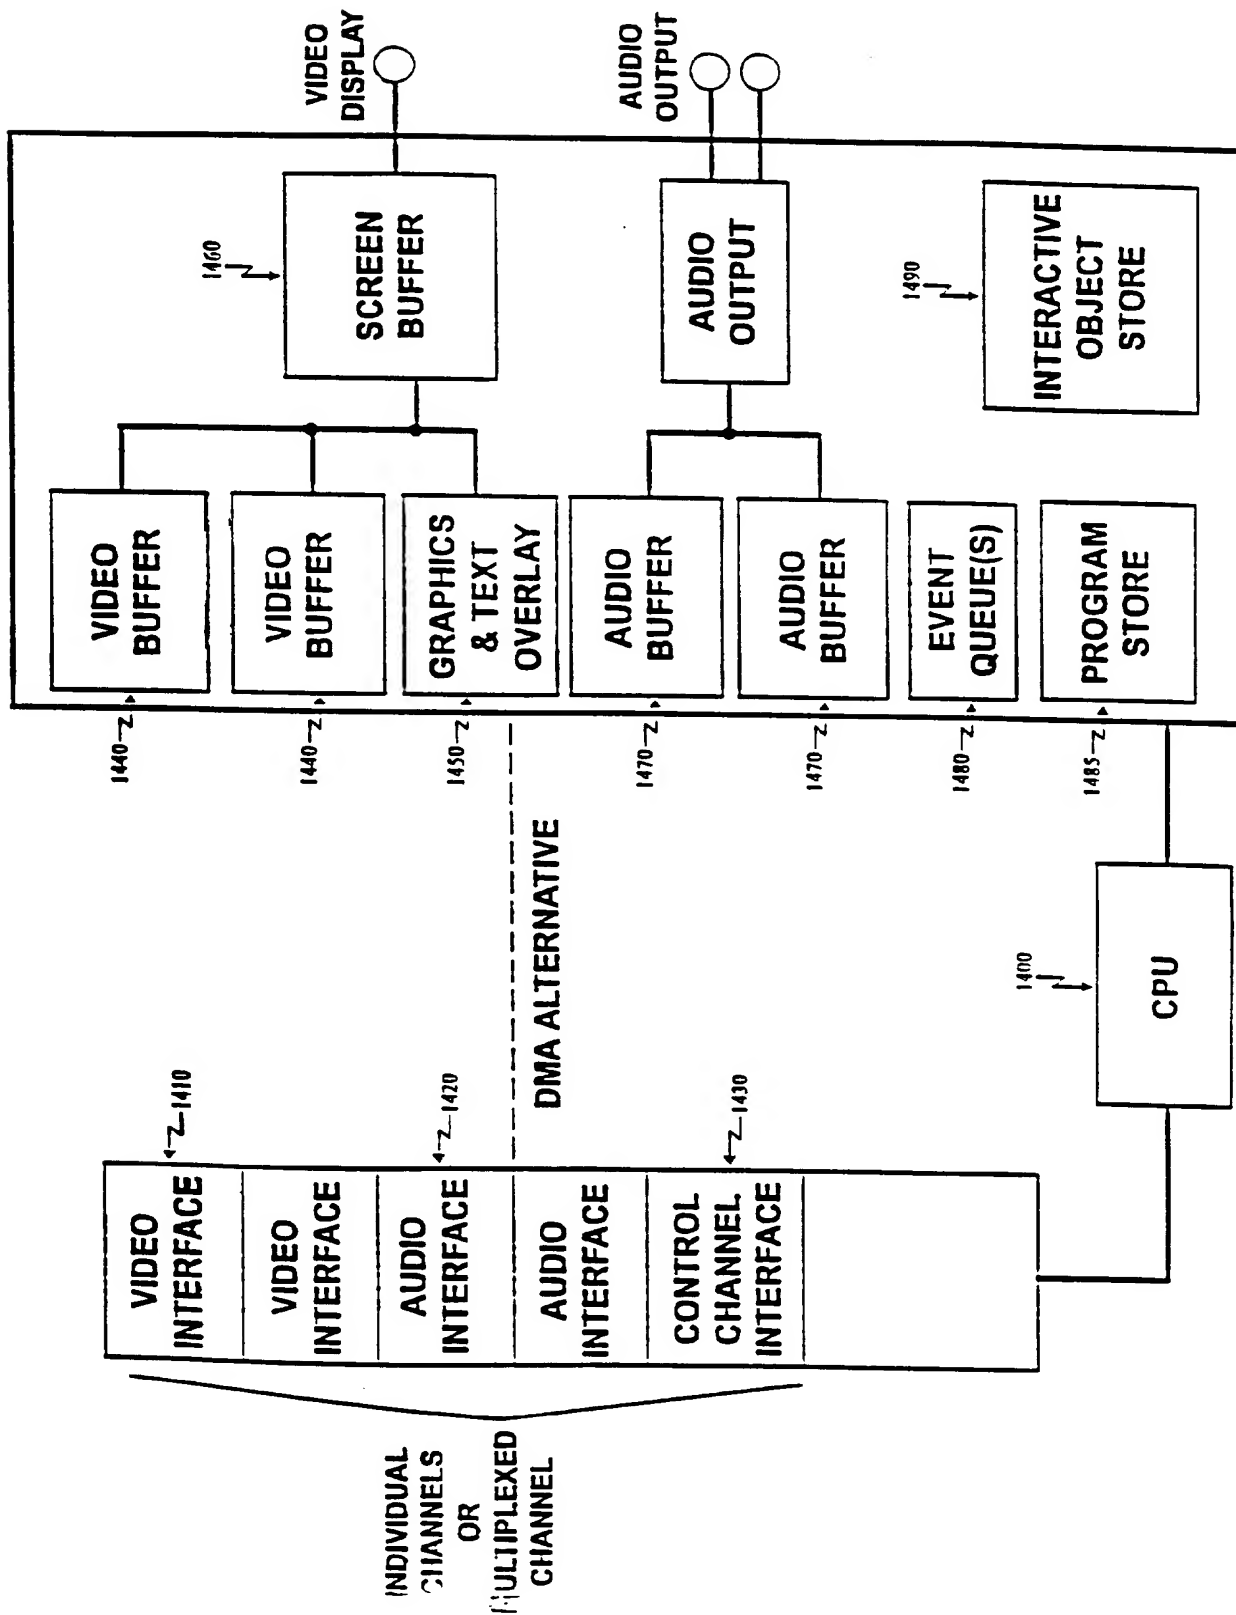 INDIVIDUAL
CHANNELS
OR
MULTIPLEXED
CHANNEL
VIDEO
INTERFACE
1410
VIDEO
INTERFACE
AUDIO
INTERFACE
1420
AUDIO
INTERFACE
CONTROL
CHANNEL
INTERFACE
1430
DMA ALTERNATIVE
1400
CPU
1440
VIDEO
BUFFER
1440
VIDEO
BUFFER
1450
GRAPHICS
& TEXT
OVERLAY
1470
AUDIO
BUFFER
1470
AUDIO
BUFFER
1480
EVENT
QUEUE(S)
1485
PROGRAM
STORE
1460
SCREEN
BUFFER
AUDIO
OUTPUT
1490
INTERACTIVE
OBJECT
STORE
VIDEO
DISPLAY
AUDIO
OUTPUT